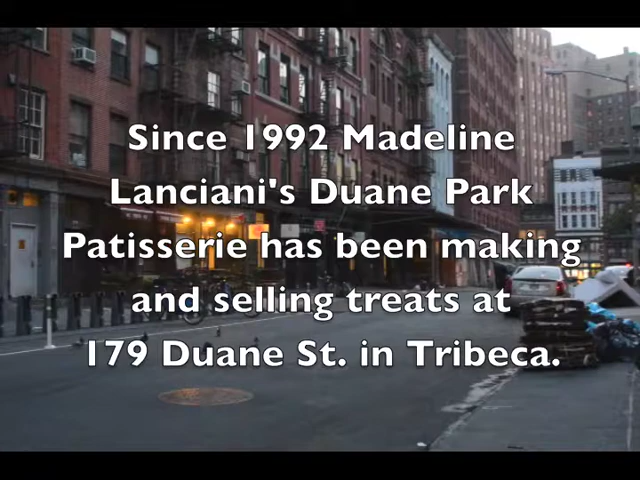 Since 1992 Madeline
Lanciani's Duane Park
Patisserie has been making
and selling treats at
179 Duane St. in Tribeca.